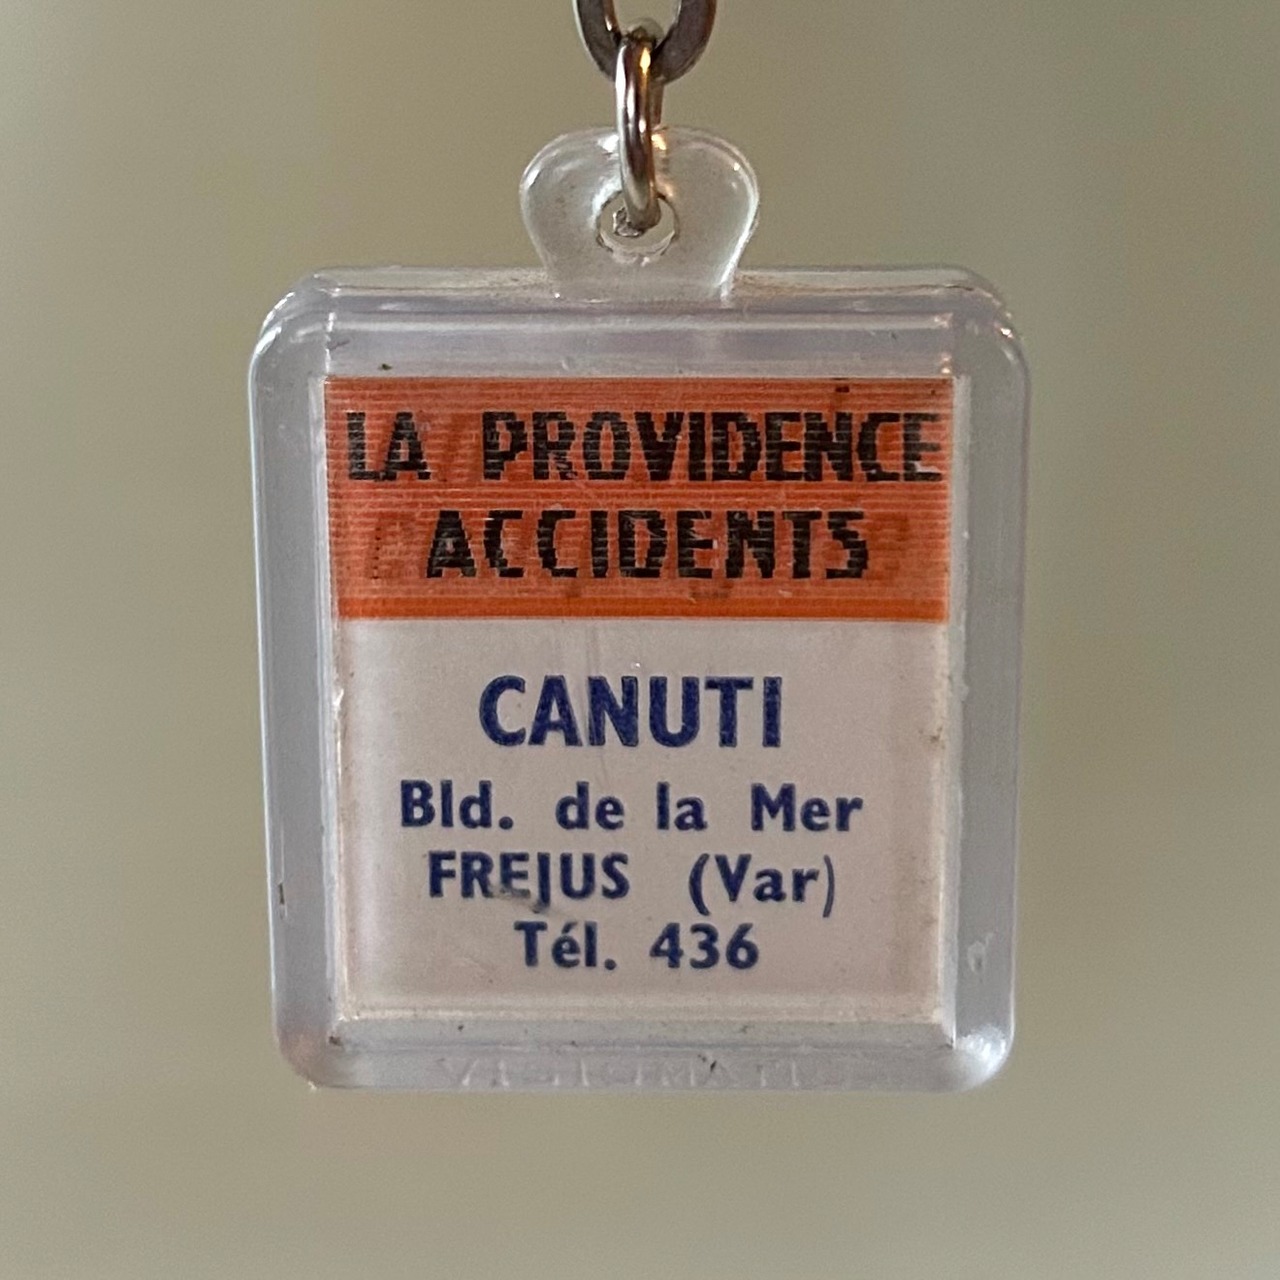 LA PROVIDENCE
ACCIDENTS
CANUTI
Bld. de la Mer
FREJUS (Var)
Tél. 436